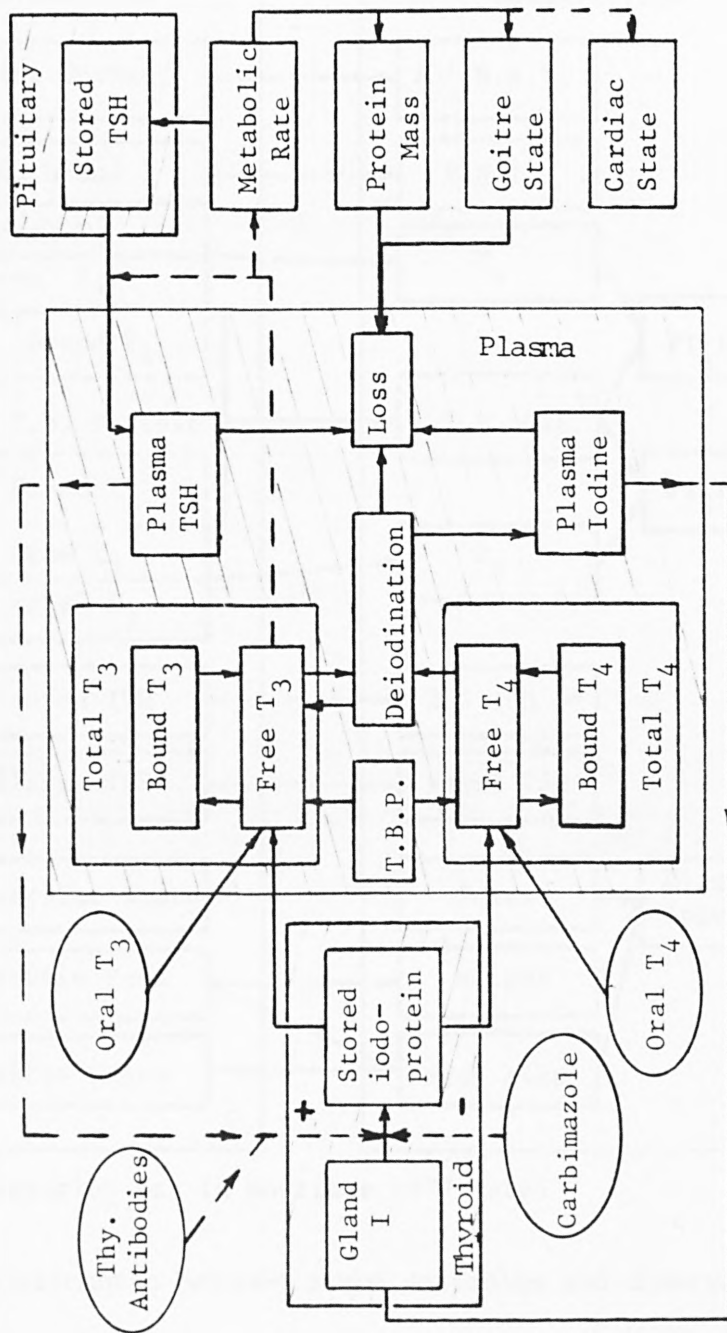 Thy.
Antibodies
Oral T3
Gland
I
+
Stored
iodo-
protein
-
Thyroid
Carbimazole
Oral T4
Total T3
Bound T3
Free T3
T.B.P.
Deiodination
Free T4
Bound T4
Total T4
Plasma
TSH
Loss
Plasma
Iodine
Plasma
Pituitary
Stored
TSH
Metabolic
Rate
Protein
Mass
Goitre
State
Cardiac
State